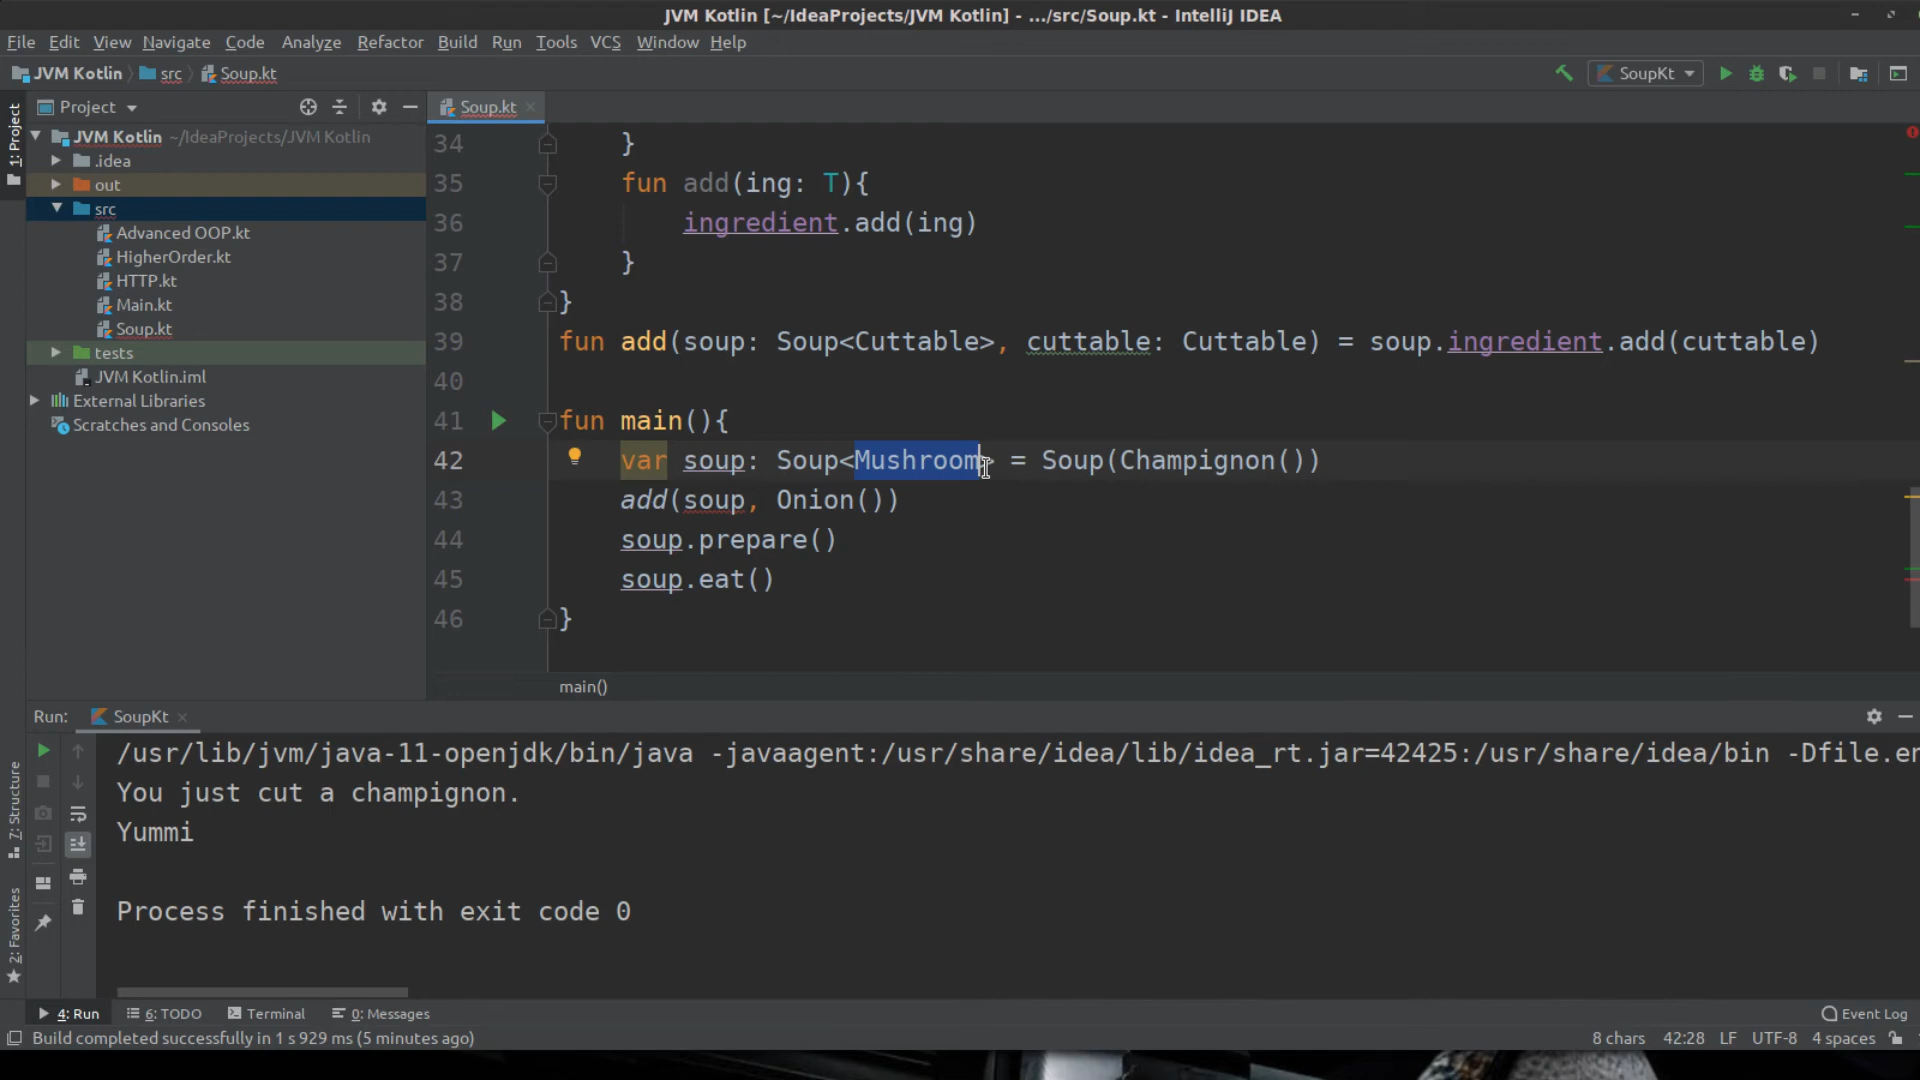 JVM Kotlin [~/IdeaProjects/JVM Kotlin] - .../src/Soup.kt - IntelliJ IDEA
File Edit View Navigate Code Analyze Refactor Build Run Tools VCS Window Help
JVM Kotlin src Soup.kt SoupKt
1: Project
Project
Soup.kt
JVM Kotlin ~/IdeaProjects/JVM Kotlin
.idea
out
src
Advanced OOP.kt
HigherOrder.kt
HTTP.kt
Main.kt
Soup.kt
tests
JVM Kotlin.iml
External Libraries
Scratches and Consoles
34 }
35 fun add(ing: T){
36 ingredient.add(ing)
37 }
38 }
39 fun add(soup: Soup<Cuttable>, cuttable: Cuttable) = soup.ingredient.add(cuttable)
40
41 fun main(){
42 var soup: Soup<Mushroom> = Soup(Champignon())
43 add(soup, Onion())
44 soup.prepare()
45 soup.eat()
46 }
main()
Run: SoupKt
/usr/lib/jvm/java-11-openjdk/bin/java -javaagent:/usr/share/idea/lib/idea_rt.jar=42425:/usr/share/idea/bin -Dfile.en
You just cut a champignon.
Yummi
Process finished with exit code 0
7: Structure
2: Favorites
4: Run 6: TODO Terminal 0: Messages Event Log
Build completed successfully in 1 s 929 ms (5 minutes ago) 8 chars 42:28 LF UTF-8 4 spaces